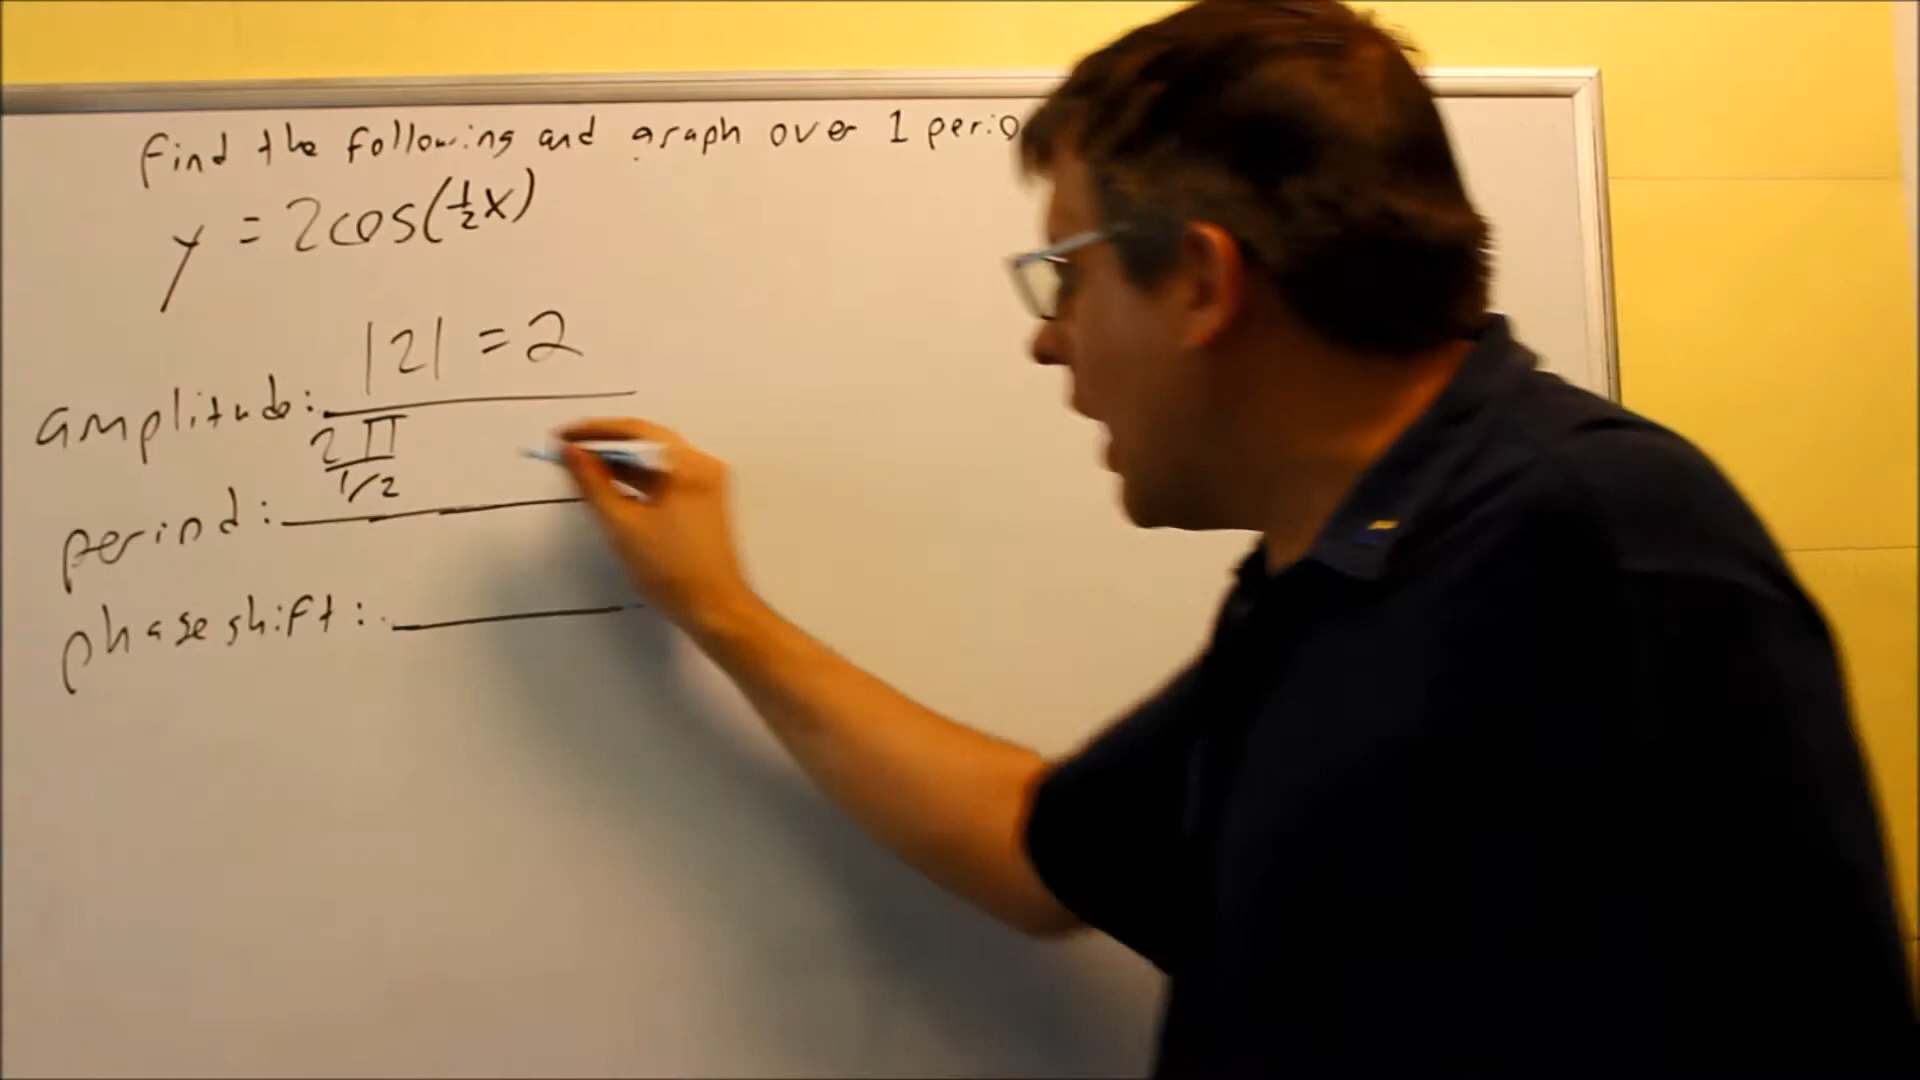 Find the following and graph over 1 perio
y = 2cos(1/2x)
amplitude: |2| = 2
period: 2π/1/2
phase shift: